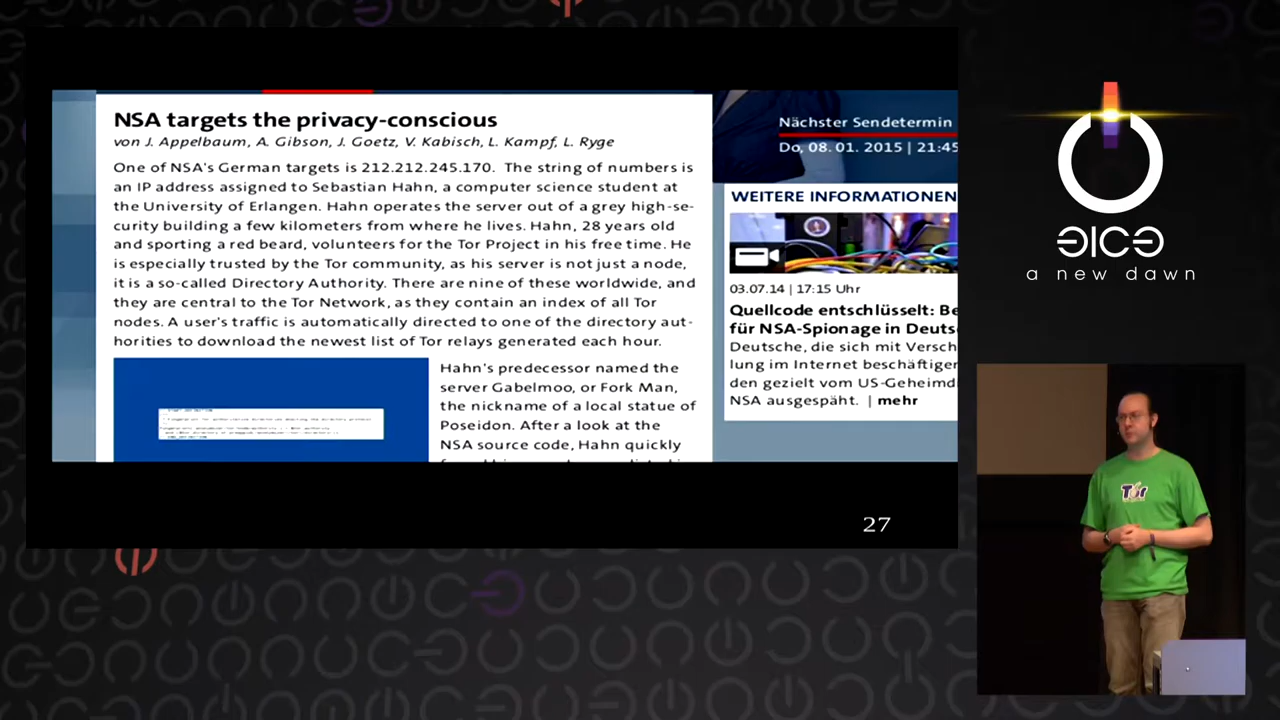 NSA targets the privacy-conscious
von J. Appelbaum, A. Gibson, J. Goetz, V. Kabisch, L. Kampf, L. Ryge
One of NSA's German targets is 212.212.245.170. The string of numbers is
an IP address assigned to Sebastian Hahn, a computer science student at
the University of Erlangen. Hahn operates the server out of a grey high-se-
curity building a few kilometers from where he lives. Hahn, 28 years old
and sporting a red beard, volunteers for the Tor Project in his free time. He
is especially trusted by the Tor community, as his server is not just a node,
it is a so-called Directory Authority. There are nine of these worldwide, and
they are central to the Tor Network, as they contain an index of all Tor
nodes. A user's traffic is automatically directed to one of the directory aut-
horities to download the newest list of Tor relays generated each hour.
Hahn's predecessor named the
server Gabelmoo, or Fork Man,
the nickname of a local statue of
Poseidon. After a look at the
NSA source code, Hahn quickly
Nächster Sendetermin
Do, 08. 01. 2015 | 21:45
WEITERE INFORMATIONEN
03.07.14 | 17:15 Uhr
Quellcode entschlüsselt: Be
für NSA-Spionage in Deuts
Deutsche, die sich mit Versch
lung im Internet beschäftigen
den gezielt vom US-Geheimd
NSA ausgespäht. | mehr
27
a new dawn
Tor